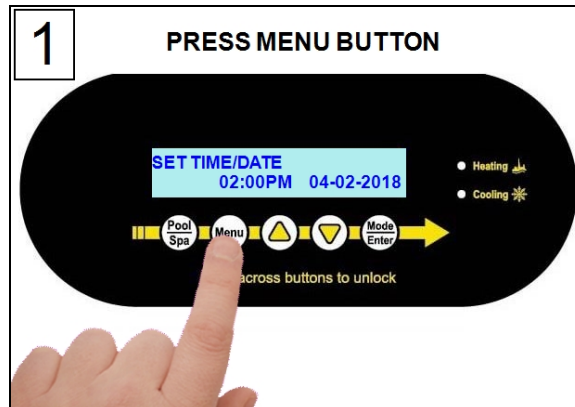 1
PRESS MENU BUTTON
SET TIME/DATE
02:00PM 04-02-2018
Heating
Cooling
Pool
Spa
Menu
Mode
Enter
across buttons to unlock